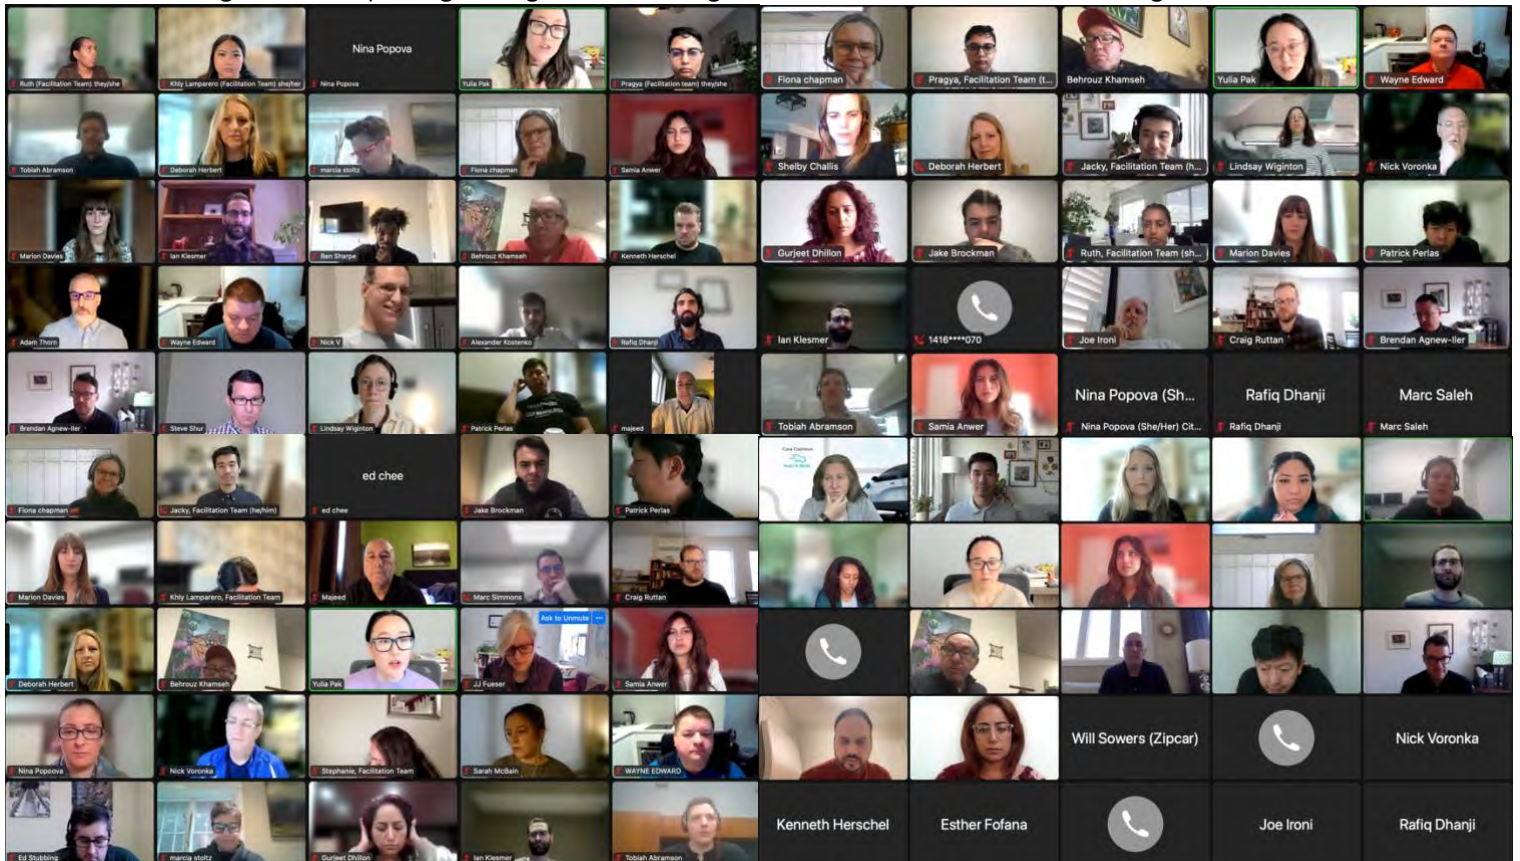 Ruth (Facilitation Team) they/she
Khly Lamparero (Facilitation Team) she/her
Nina Popova
Nina Popova
Yulia Pak
Pragya (Facilitation Team) they/she
Fiona chapman
Pragya, Facilitation Team (t...
Behrouz Khamseh
Yulia Pak
Wayne Edward
Tobiah Abramson
Deborah Herbert
marcia stoltz
Fiona chapman
Samia Anwer
Shelby Challis
Deborah Herbert
Jacky, Facilitation Team (h...
Lindsay Wiginton
Nick Voronka
Marion Davies
Ian Klesmer
Ben Sharpe
Behrouz Khamseh
Kenneth Herschel
Gurjeet Dhillon
Jake Brockman
Ruth, Facilitation Team (sh...
Marion Davies
Patrick Perlas
Adam Thorn
Wayne Edward
Nick V
Alexander Kostenko
Rafiq Dhanji
Ian Klesmer
1416****070
Joe Ironi
Craig Ruttan
Brendan Agnew-Iler
Brendan Agnew-Iler
Steve Shur
Lindsay Wiginton
Patrick Perlas
majeed
Tobiah Abramson
Samia Anwer
Nina Popova (Sh...
Nina Popova (She/Her) Cit...
Rafiq Dhanji
Rafiq Dhanji
Marc Saleh
Marc Saleh
Fiona chapman
Jacky, Facilitation Team (he/him)
ed chee
ed chee
Jake Brockman
Patrick Perlas
Marion Davies
Khly Lamparero, Facilitation Team
Majeed
Marc Simmons
Craig Ruttan
Deborah Herbert
Behrouz Khamseh
Yulia Pak
Ask to Unmute
JJ Fueser
Samia Anwer
Nina Popoova
Nick Voronka
Stephanie, Facilitation Team
Sarah McBain
WAYNE EDWARD
Will Sowers (Zipcar)
Nick Voronka
Ed Stubbing
marcia stoltz
Gurjeet Dhillon
Ian Klesmer
Tobiah Abramson
Kenneth Herschel
Esther Fofana
Joe Ironi
Rafiq Dhanji